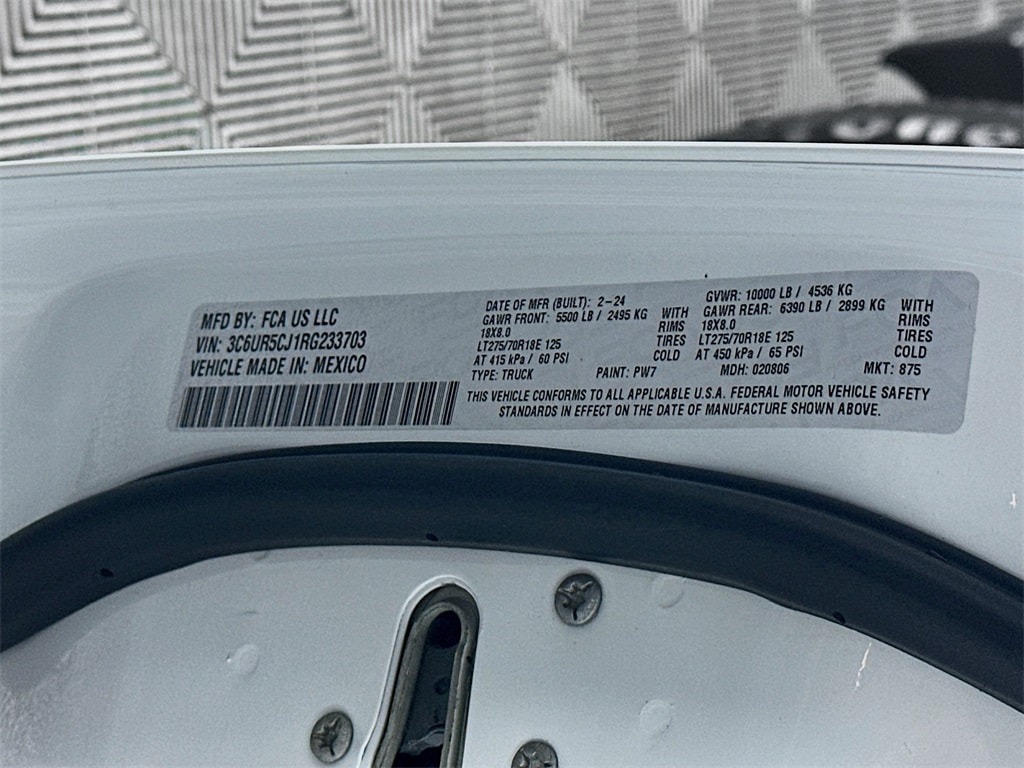 MFD BY: FCA US LLC
VIN: 3C6UR5CJ1RG233703
VEHICLE MADE IN: MEXICO
DATE OF MFR (BUILT): 2-24
GAWR FRONT: 5500 LB / 2495 KG WITH
18X8.0 RIMS
LT275/70R18E 125 TIRES
AT 415 kPa / 60 PSI COLD
TYPE: TRUCK PAINT: PW7
GVWR: 10000 LB / 4536 KG
GAWR REAR: 6390 LB / 2899 KG WITH
18X8.0 RIMS
LT275/70R18E 125 TIRES
AT 450 kPa / 65 PSI COLD
MDH: 020806 MKT: 875
THIS VEHICLE CONFORMS TO ALL APPLICABLE U.S.A. FEDERAL MOTOR VEHICLE SAFETY
STANDARDS IN EFFECT ON THE DATE OF MANUFACTURE SHOWN ABOVE.